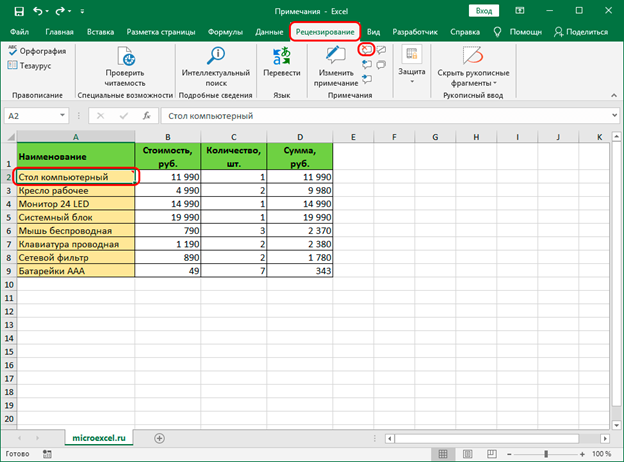 Примечания - Excel
Вход
Файл Главная Вставка Разметка страницы Формулы Данные Рецензирование Вид Разработчик Справка Помощн Поделиться
ABC Орфография
Тезаурус
Правописание
Проверить читаемость
Специальные возможности
Интеллектуальный поиск
Подробные сведения
Перевести
Язык
Изменить примечание
Примечания
Защита
Скрыть рукописные фрагменты
Рукописный ввод
A2 fx Стол компьютерный
A B C D E F G H I J K
1 Наименование Стоимость, руб. Количество, шт. Сумма, руб.
2 Стол компьютерный 11 990 1 11 990
3 Кресло рабочее 4 990 2 9 980
4 Монитор 24 LED 14 990 1 14 990
5 Системный блок 19 990 1 19 990
6 Мышь беспроводная 790 3 2 370
7 Клавиатура проводная 1 190 2 2 380
8 Сетевой фильтр 890 2 1 780
9 Батарейки ААА 49 7 343
10
11
12
13
14
15
16
17
18
19
20
microexcel.ru
Готово
100 %